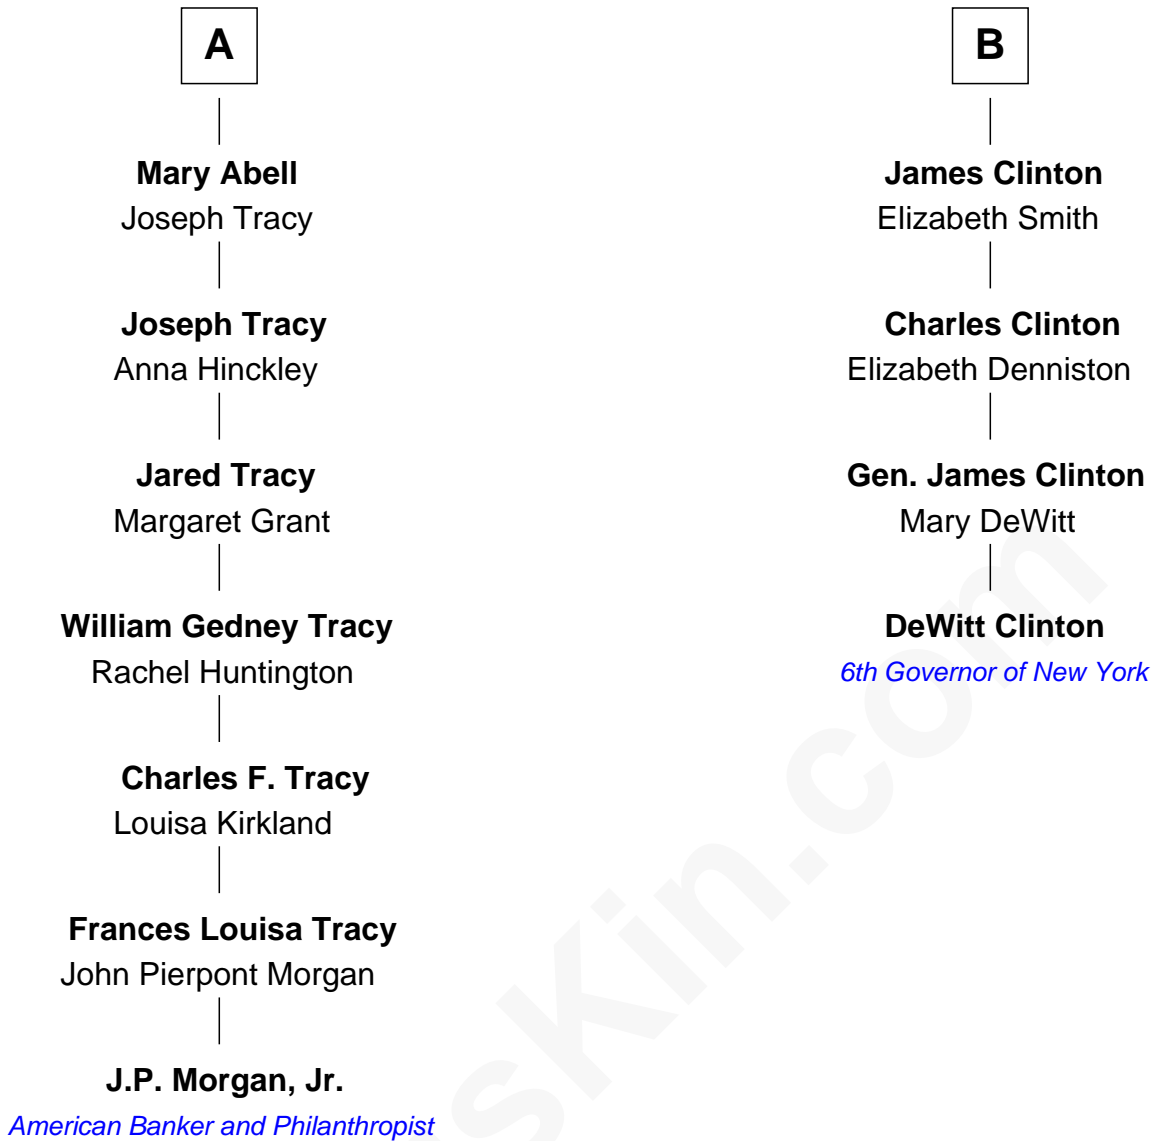 A
Mary Abell
Joseph Tracy
Joseph Tracy
Anna Hinckley
Jared Tracy
Margaret Grant
William Gedney Tracy
Rachel Huntington
Charles F. Tracy
Louisa Kirkland
Frances Louisa Tracy
John Pierpont Morgan
J.P. Morgan, Jr.
American Banker and Philanthropist
B
James Clinton
Elizabeth Smith
Charles Clinton
Elizabeth Denniston
Gen. James Clinton
Mary DeWitt
DeWitt Clinton
6th Governor of New York
sKin.com